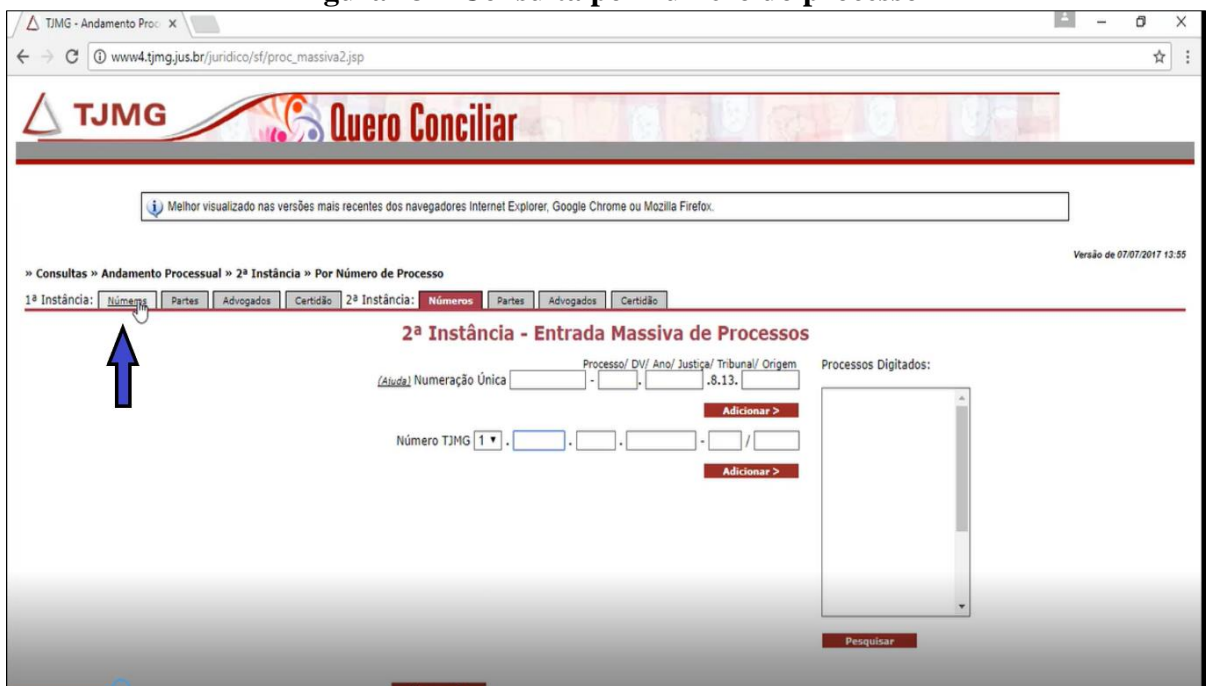 TJMG - Andamento Proc
www4.tjmg.jus.br/juridico/sf/proc_massiva2.jsp
TJMG
Quero Conciliar
Melhor visualizado nas versões mais recentes dos navegadores Internet Explorer, Google Chrome ou Mozilla Firefox.
Versão de 07/07/2017 13:55
» Consultas » Andamento Processual » 2ª Instância » Por Número de Processo
1ª Instância: Números Partes Advogados Certidão 2ª Instância: Números Partes Advogados Certidão
2ª Instância - Entrada Massiva de Processos
Processo/ DV/ Ano/ Justiça/ Tribunal/ Origem
Processos Digitados:
(Ajuda) Numeração Única - . .8.13.
Adicionar >
Número TJMG 1 . . . - /
Adicionar >
Pesquisar